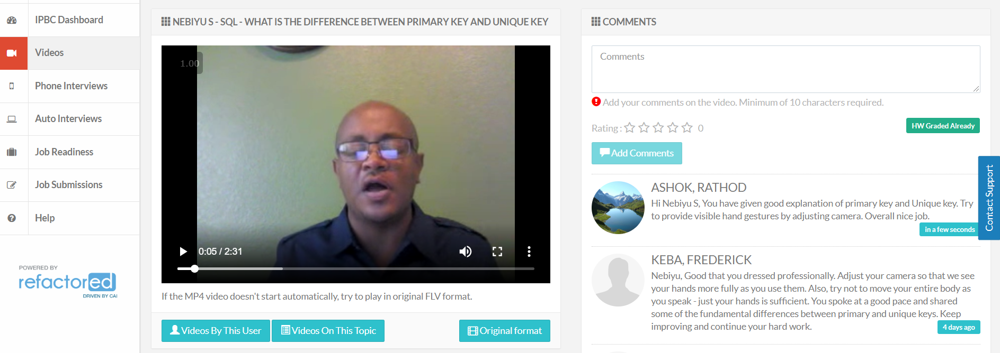 IPBC Dashboard
Videos
Phone Interviews
Auto Interviews
Job Readiness
Job Submissions
Help
POWERED BY
refactored
DRIVEN BY CAI
NEBIYU S - SQL - WHAT IS THE DIFFERENCE BETWEEN PRIMARY KEY AND UNIQUE KEY
1.00
0:05 / 2:31
If the MP4 video doesn't start automatically, try to play in original FLV format.
Videos By This User
Videos On This Topic
Original format
COMMENTS
Comments
Add your comments on the video. Minimum of 10 characters required.
Rating : 0
HW Graded Already
Add Comments
ASHOK, RATHOD
Hi Nebiyu S, You have given good explanation of primary key and Unique key. Try
to provide visible hand gestures by adjusting camera. Overall nice job.
in a few seconds
KEBA, FREDERICK
Nebiyu, Good that you dressed professionally. Adjust your camera so that we see
your hands more fully as you use them. Also, try not to move your entire body as
you speak - just your hands is sufficient. You spoke at a good pace and shared
some of the fundamental differences between primary and unique keys. Keep
improving and continue your hard work.
4 days ago
Contact Support